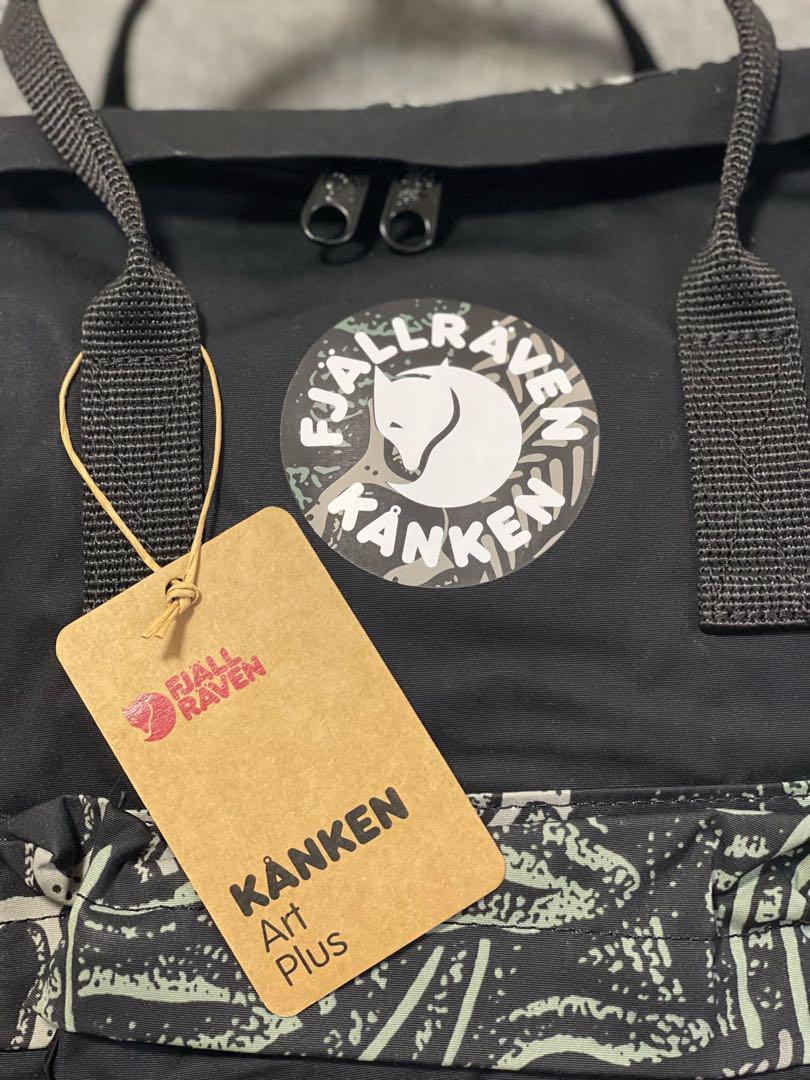 FJÄLLRÄVEN
KÅNKEN
FJÄLL
RÄVEN
KÅNKEN
Art
Plus